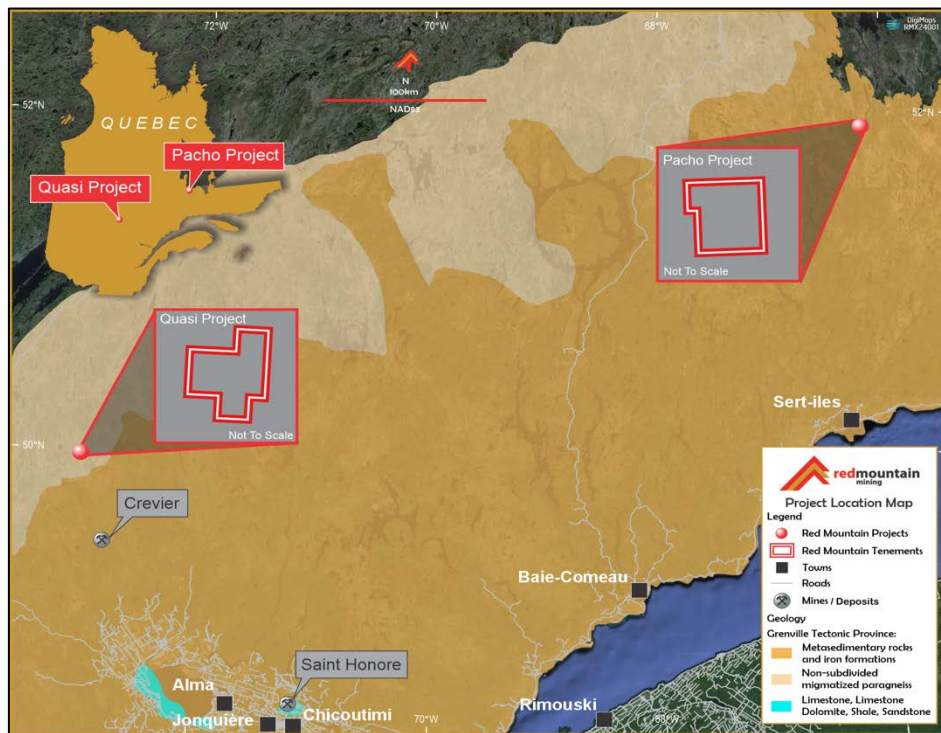 72°W
70°W
68°W
DigiMaps
RMX24001
N
100km
NAD83
52°N
52°N
QUEBEC
Pacho Project
Quasi Project
Pacho Project
Not To Scale
Quasi Project
Not To Scale
50°N
Sert-iles
Crevier
Baie-Comeau
Saint Honore
Alma
Jonquière
Chicoutimi
Rimouski
70°W
68°W
redmountain
mining
Project Location Map
Legend
Red Mountain Projects
Red Mountain Tenements
Towns
Roads
Mines / Deposits
Geology
Grenville Tectonic Province:
Metasedimentary rocks
and iron formations
Non-subdivided
migmatized paragneiss
Limestone, Limestone
Dolomite, Shale, Sandstone